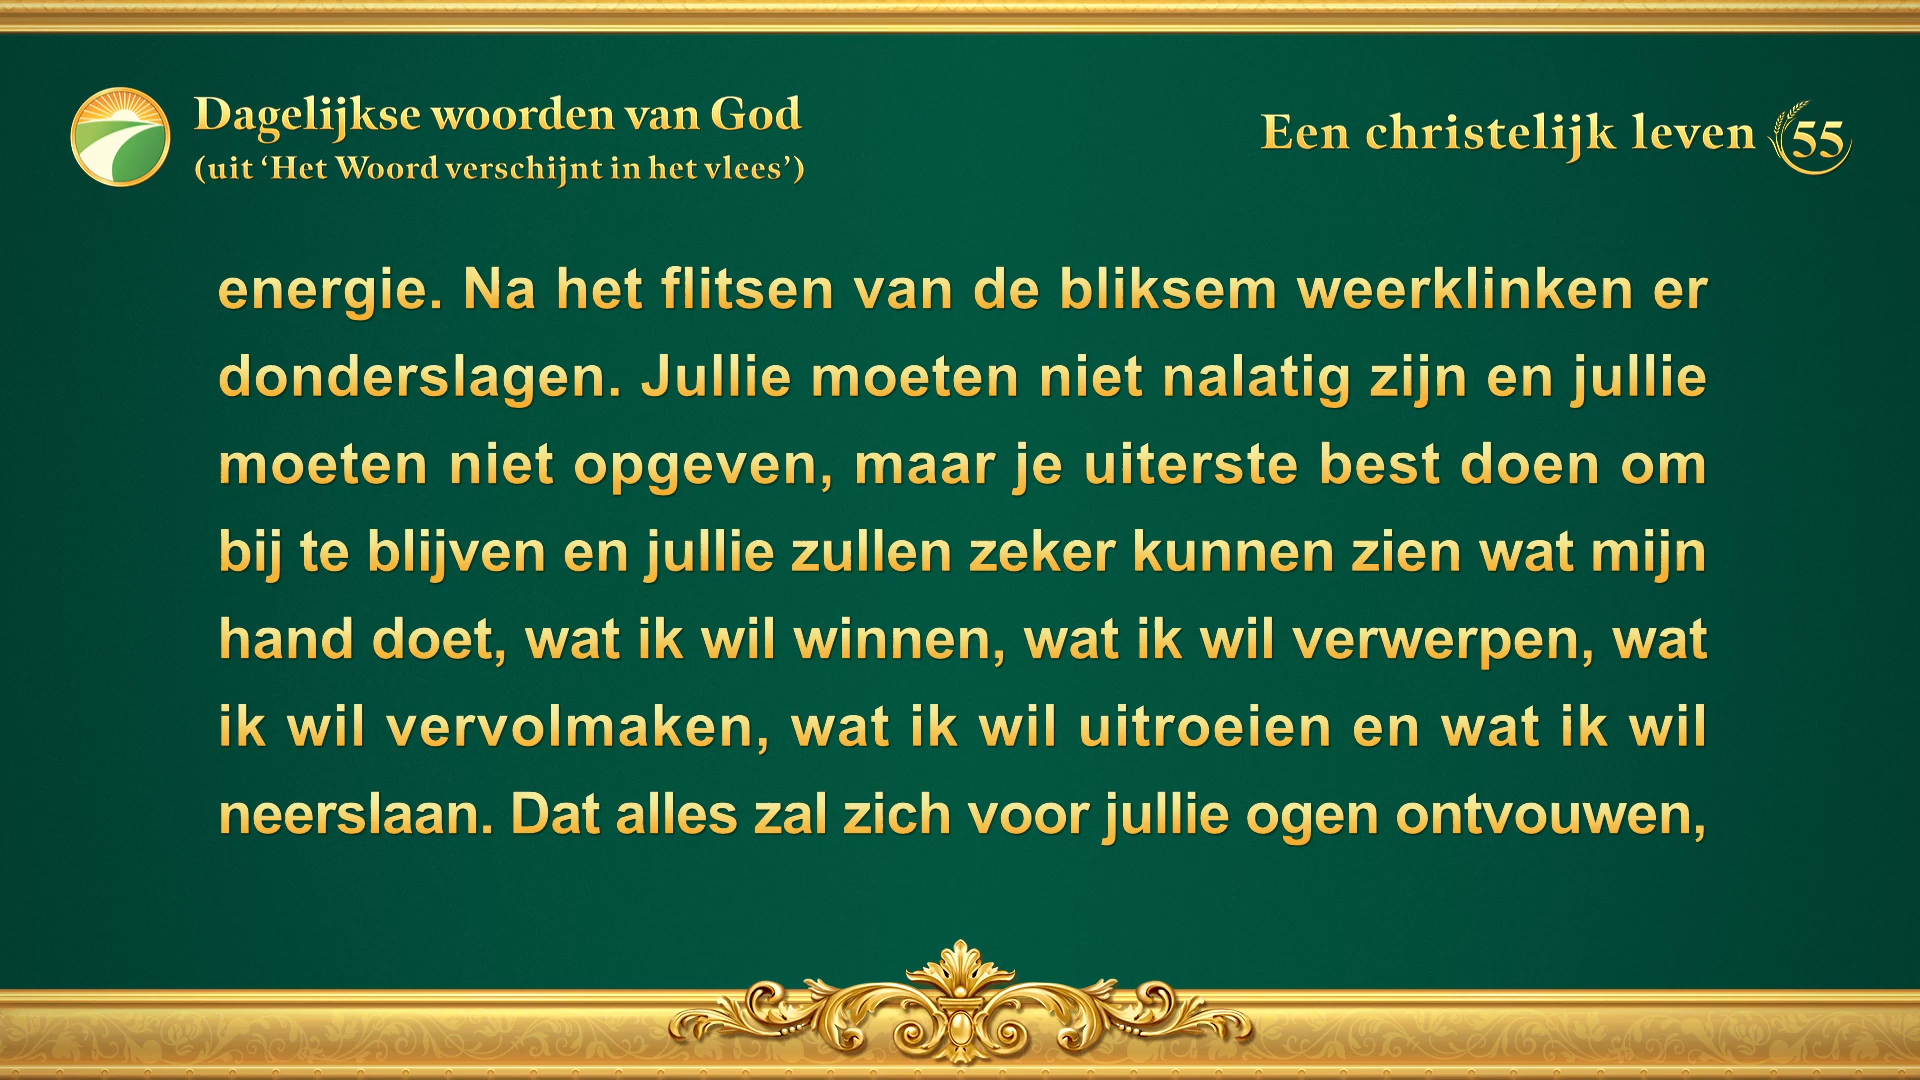 Dagelijkse woorden van God
(uit ‘Het Woord verschijnt in het vlees’)
Een christelijk leven 55
energie. Na het flitsen van de bliksem weerklinken er
donderslagen. Jullie moeten niet nalatig zijn en jullie
moeten niet opgeven, maar je uiterste best doen om
bij te blijven en jullie zullen zeker kunnen zien wat mijn
hand doet, wat ik wil winnen, wat ik wil verwerpen, wat
ik wil vervolmaken, wat ik wil uitroeien en wat ik wil
neerslaan. Dat alles zal zich voor jullie ogen ontvouwen,